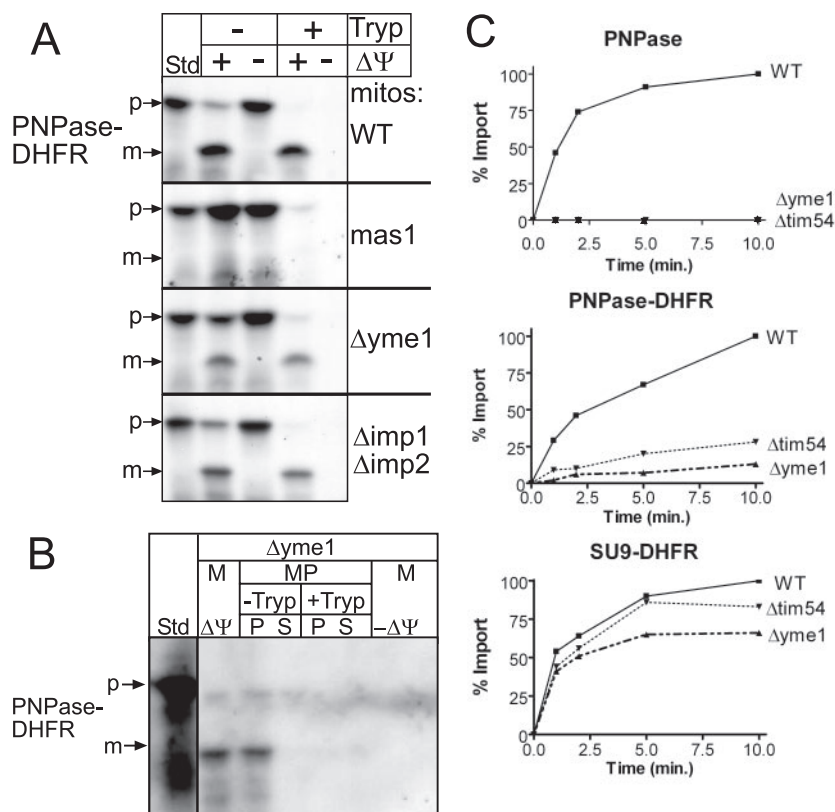 A
- + Tryp
Std + - + - ΔΨ
PNPase-
DHFR
p
m
mitos:
WT
p
m
mas1
p
m
Δyme1
p
m
Δimp1
Δimp2
B
Δyme1
M MP M
-Tryp +Tryp
Std ΔΨ P S P S –ΔΨ
PNPase-
DHFR
p
m
C
PNPase
% Import
100
75
50
25
0
0.0 2.5 5.0 7.5 10.0
Time (min.)
WT
Δyme1
Δtim54
PNPase-DHFR
% Import
100
75
50
25
0
0.0 2.5 5.0 7.5 10.0
Time (min.)
WT
Δtim54
Δyme1
SU9-DHFR
% Import
100
75
50
25
0
0.0 2.5 5.0 7.5 10.0
Time (min.)
WT
Δtim54
Δyme1